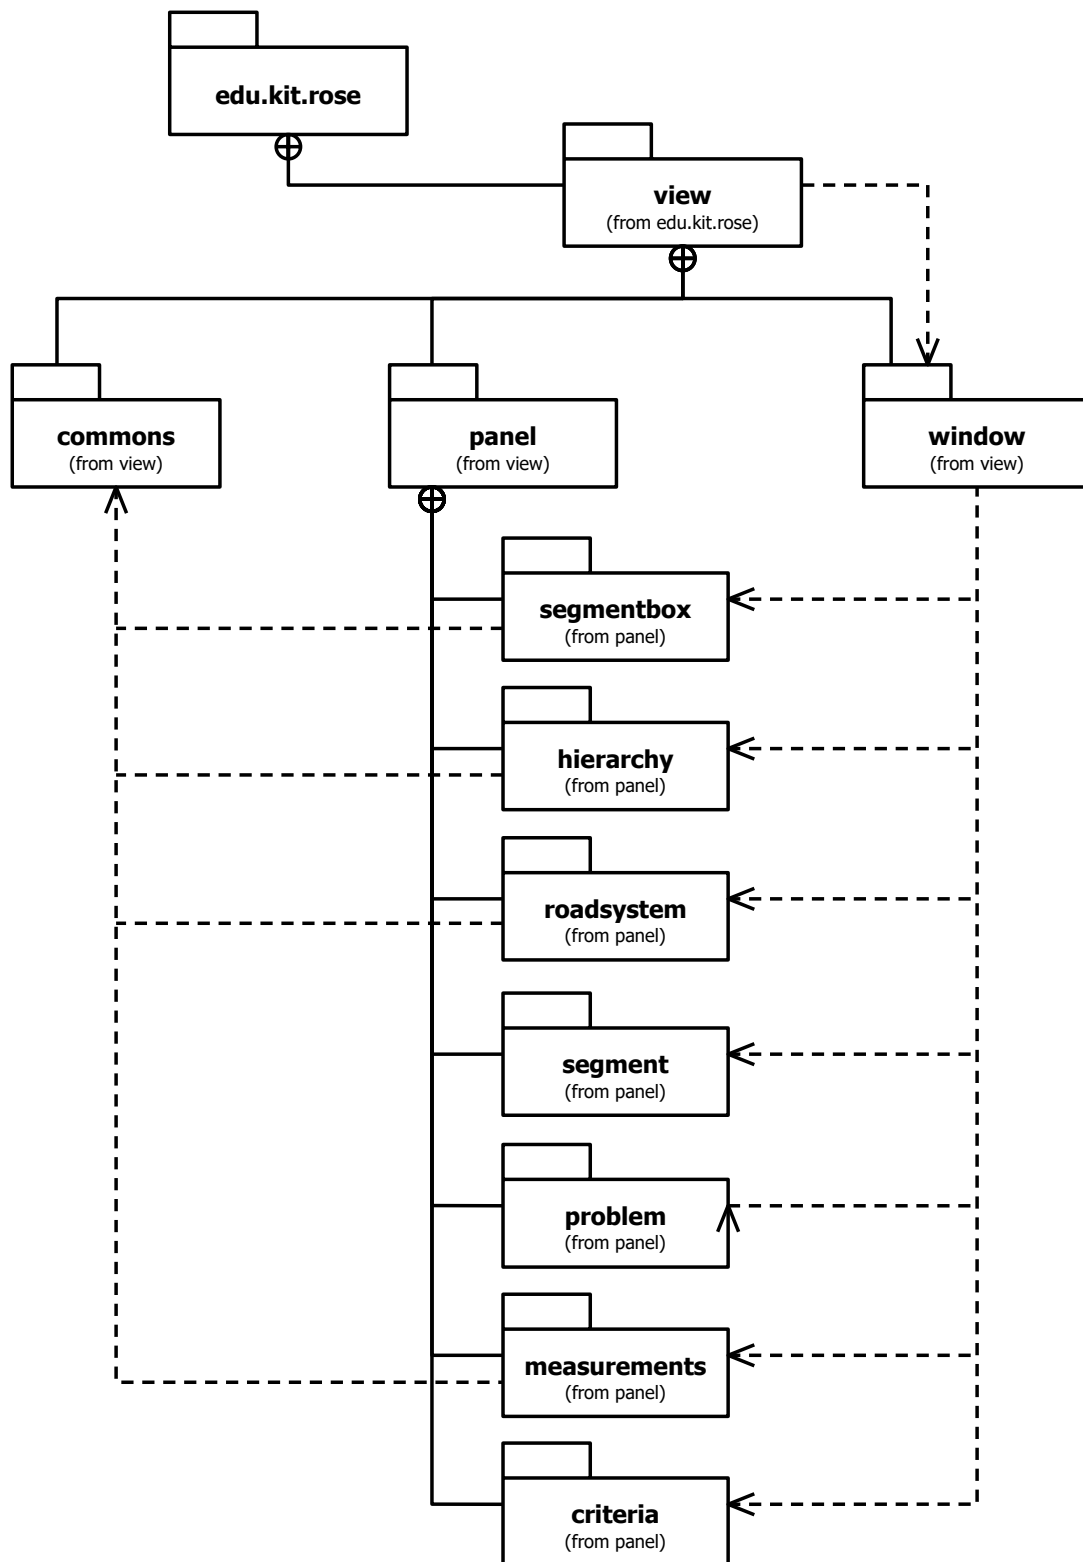 edu.kit.rose
view
(from edu.kit.rose)
commons
(from view)
panel
(from view)
window
(from view)
segmentbox
(from panel)
hierarchy
(from panel)
roadsystem
(from panel)
segment
(from panel)
problem
(from panel)
measurements
(from panel)
criteria
(from panel)